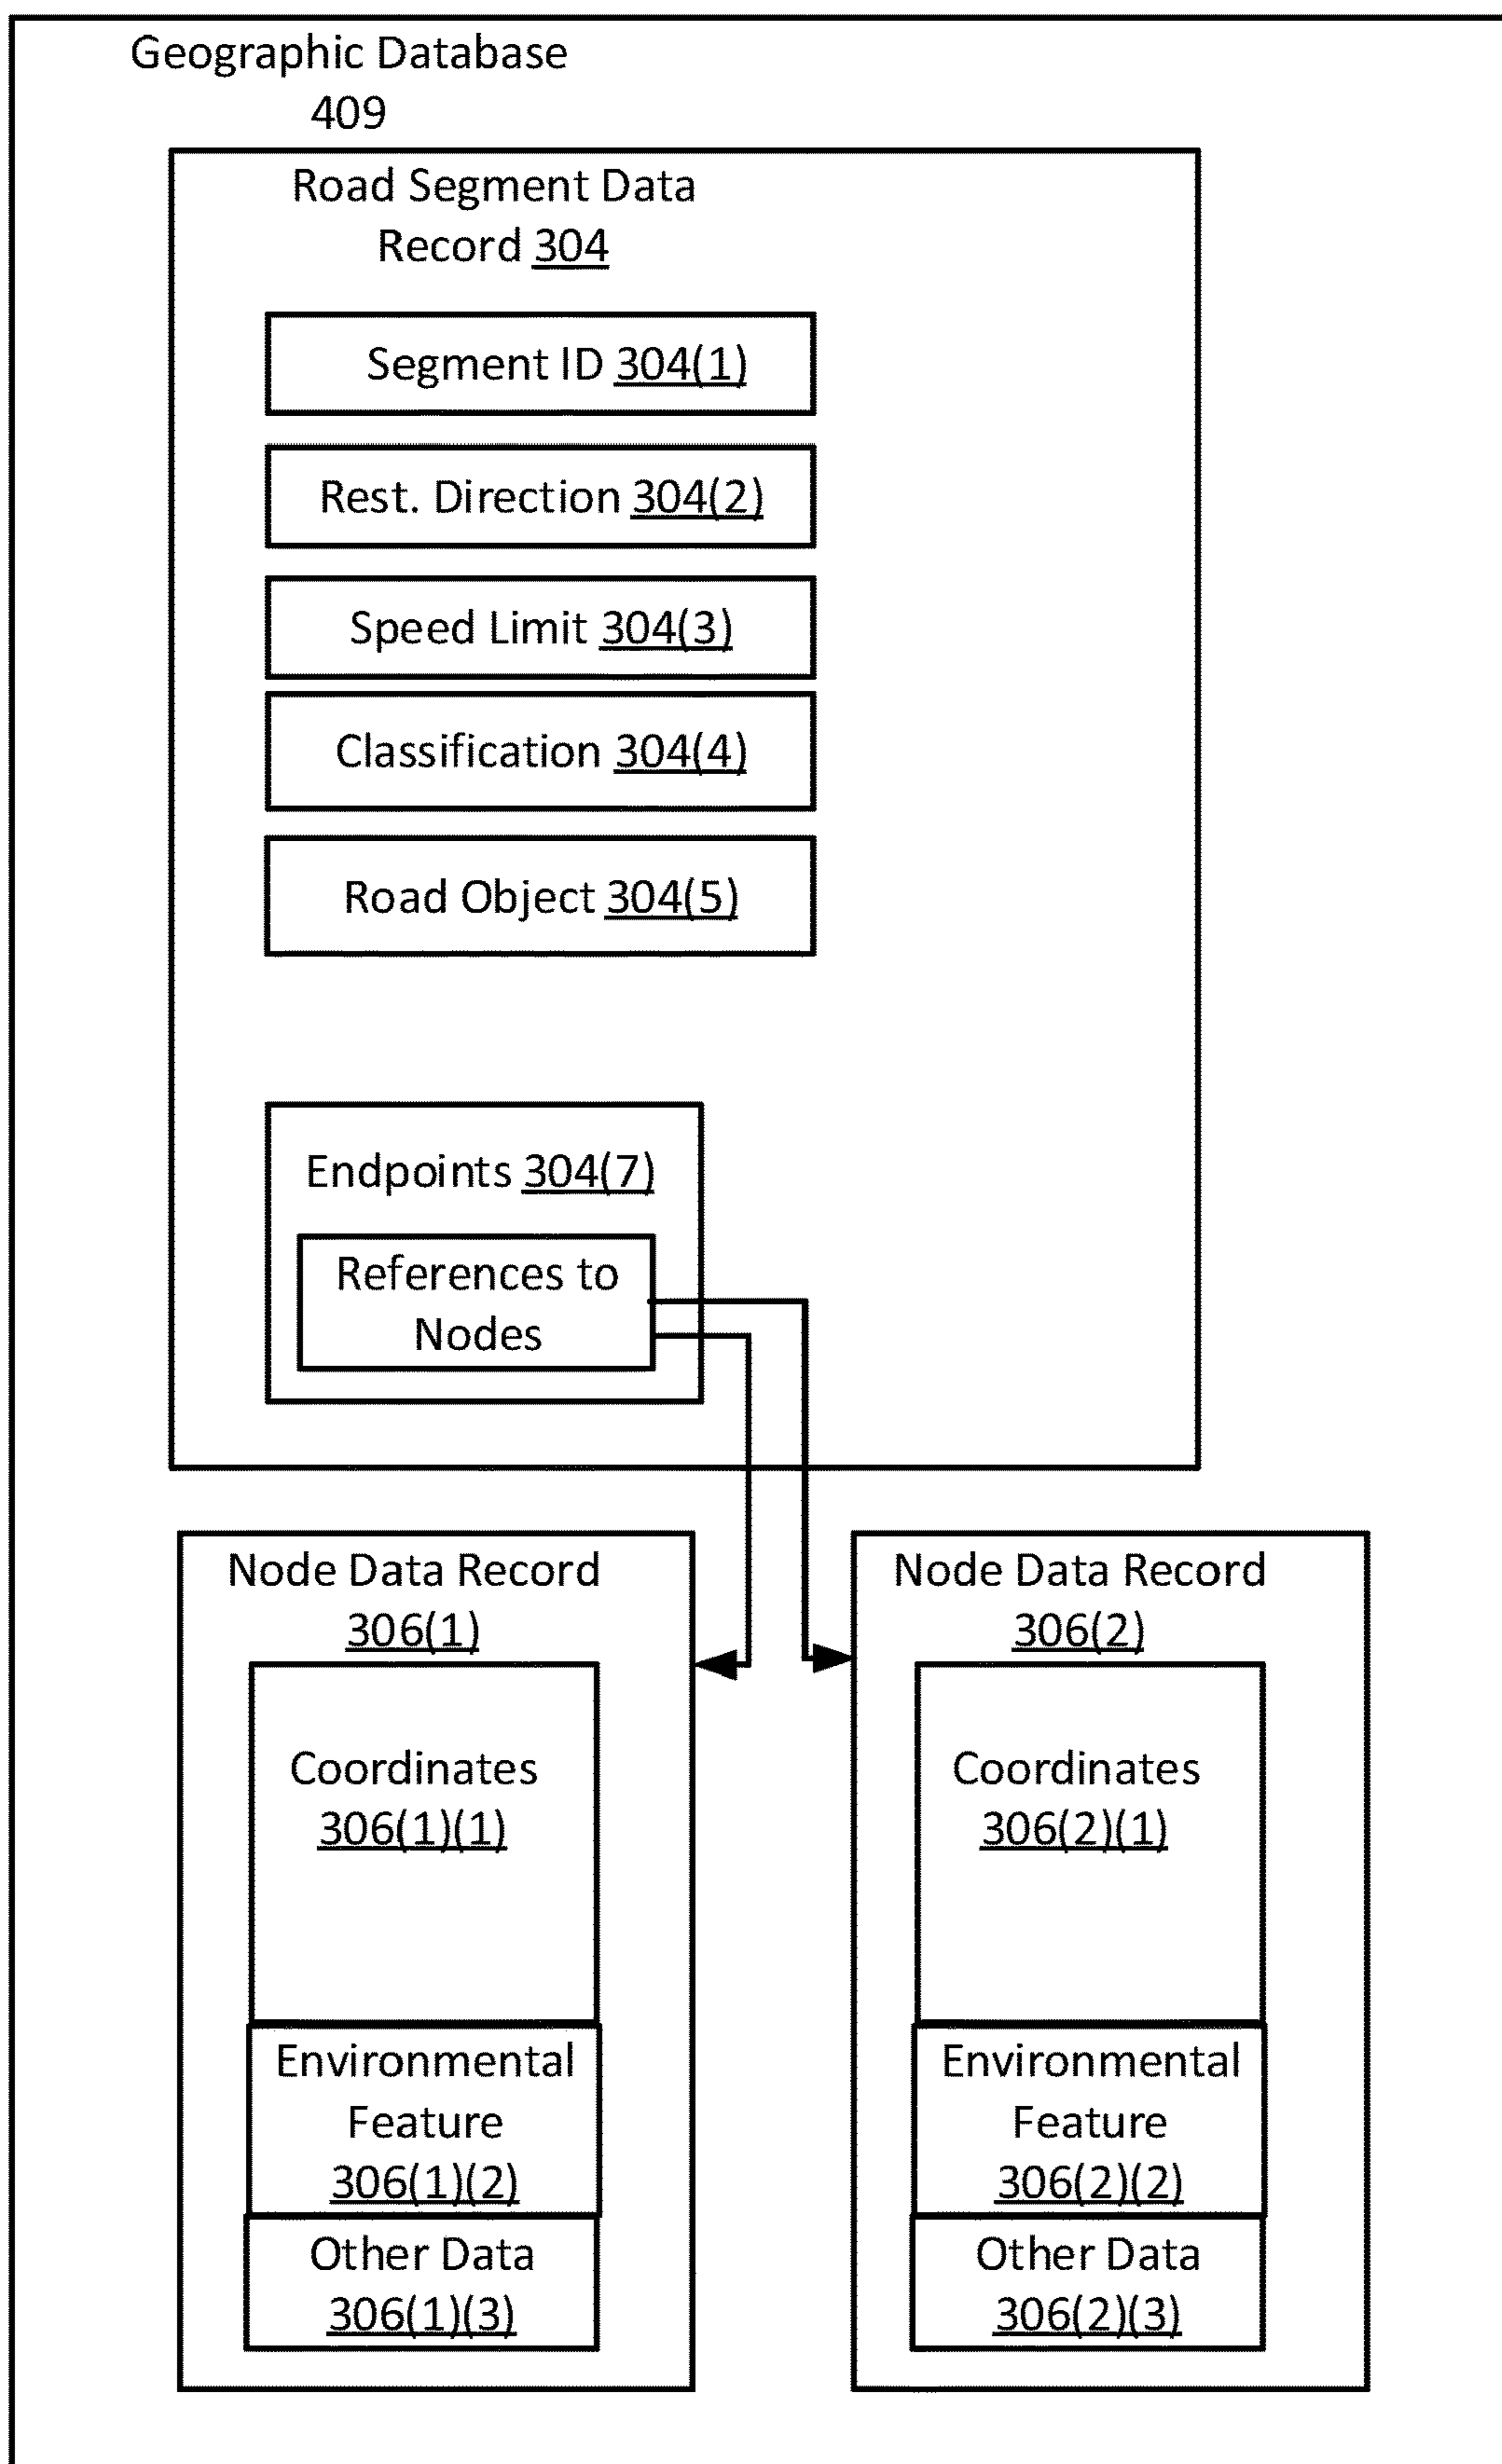 Geographic Database
409
Road Segment Data
Record 304
Segment ID 304(1)
Rest. Direction 304(2)
Speed Limit 304(3)
Classification 304(4)
Road Object 304(5)
Endpoints 304(7)
References to
Nodes
Node Data Record
306(1)
Coordinates
306(1)(1)
Environmental
Feature
306(1)(2)
Other Data
306(1)(3)
Node Data Record
306(2)
Coordinates
306(2)(1)
Environmental
Feature
306(2)(2)
Other Data
306(2)(3)